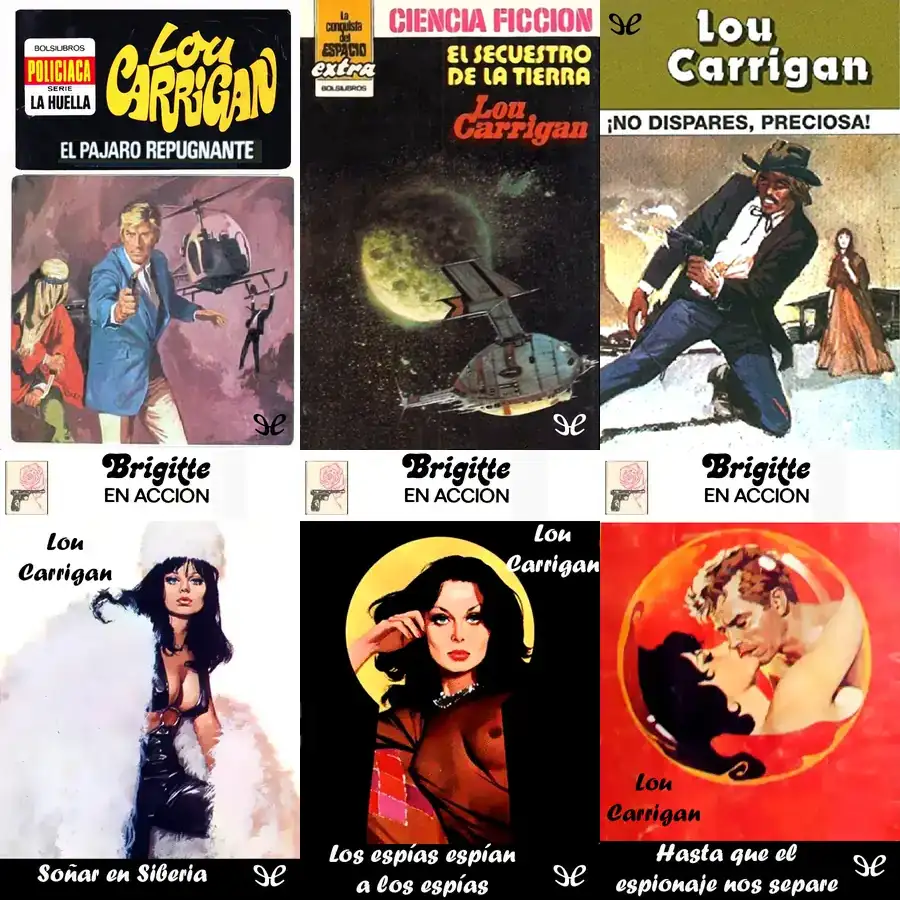 BOLSILIBROS
POLICIACA
SERIE
LA HUELLA
Lou
CARRIGAN
EL PAJARO REPUGNANTE
La
conquista
del
ESPACIO
extra
BOLSILIBROS
CIENCIA FICCION
EL SECUESTRO
DE LA TIERRA
Lou
Carrigan
Lou
Carrigan
¡NO DISPARES, PRECIOSA!
Brigitte
EN ACCION
Lou
Carrigan
Soñar en Siberia
Brigitte
EN ACCION
Lou
Carrigan
Los espías espían
a los espías
Brigitte
EN ACCION
Lou
Carrigan
Hasta que el
espionaje nos separe